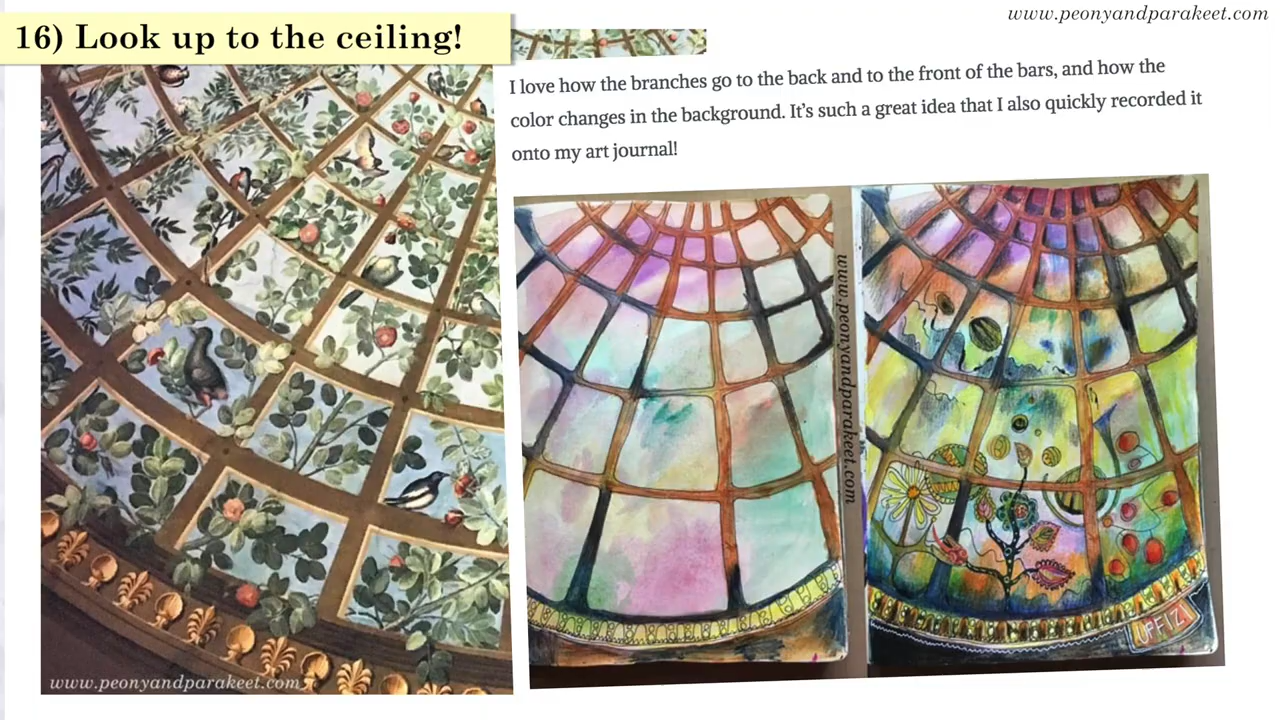 www.peonyandparakeet.com
16) Look up to the ceiling!
I love how the branches go to the back and to the front of the bars, and how the
color changes in the background. It’s such a great idea that I also quickly recorded it
onto my art journal!
www.peonyandparakeet.com
UFFIZI
www.peonyandparakeet.com